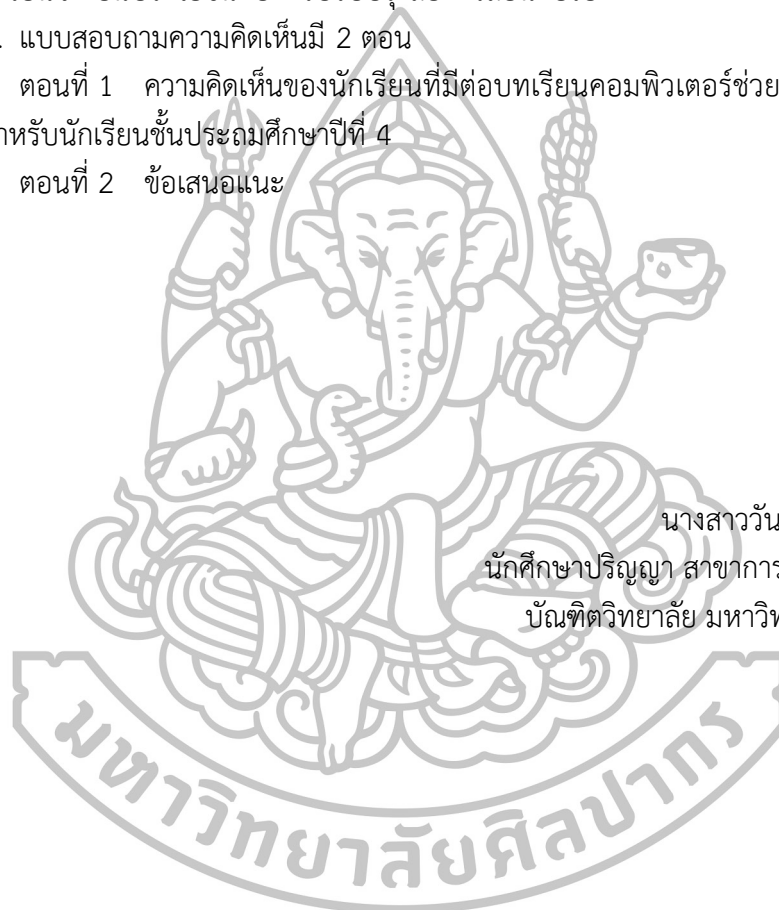 . แบบสอบถามความคิดเห็นมี 2 ตอน
ตอนที่ 1 ความคิดเห็นของนักเรียนที่มีต่อบทเรียนคอมพิวเตอร์ช่วย
าหรับนักเรียนชั้นประถมศึกษาปีที่ 4
ตอนที่ 2 ข้อเสนอแนะ
นางสาววัน
นักศึกษาปริญญา สาขาการ
บัณฑิตวิทยาลัย มหาวิท
มหาวิทยาลัยศิลปากร